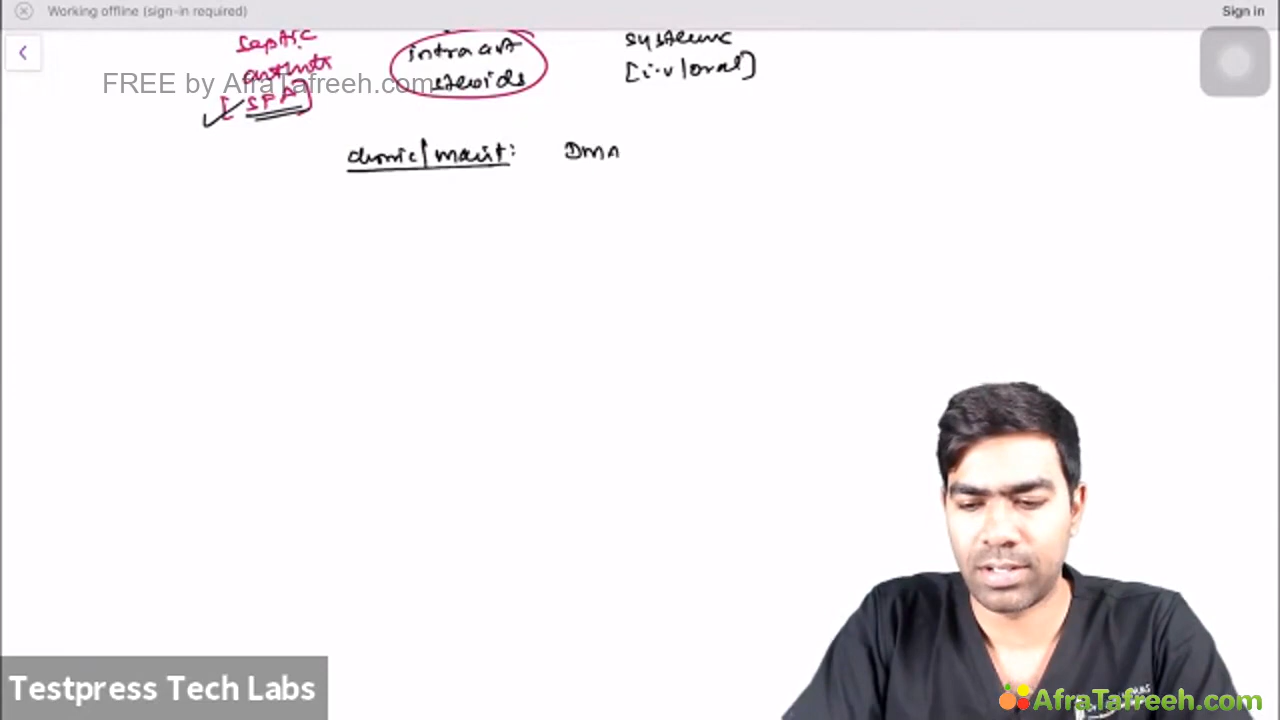 Working offline (sign-in required)
Sign in
septic
intra art
systemic
steroids
[i.v/oral]
FREE by AfraTafreeh.com
[SPA]
chronic/maint: DMA
Testpress Tech Labs
AfraTafreeh.com